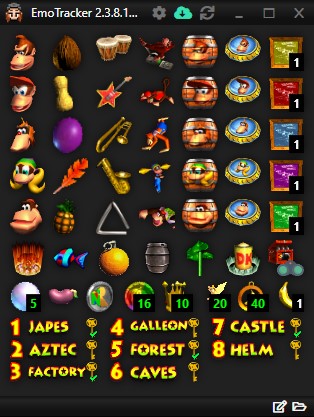 EmoTracker 2.3.8.1...
1
1
1
1
1
DK
5 16 10 20 40 1
1 JAPES 4 GALLEON 7 CASTLE
2 AZTEC 5 FOREST 8 HELM
3 FACTORY 6 CAVES